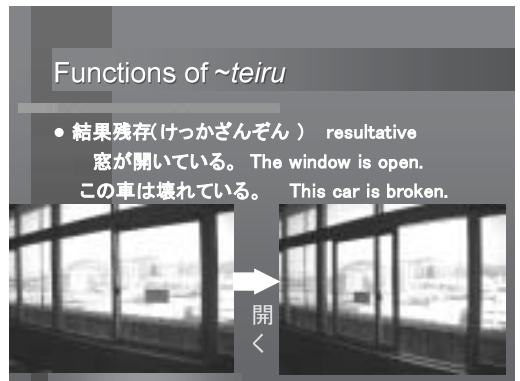 Functions of ~teiru
● 結果残存(けっかざんぞん ) resultative
窓が開いている。 The window is open.
この車は壊れている。 This car is broken.
開
く